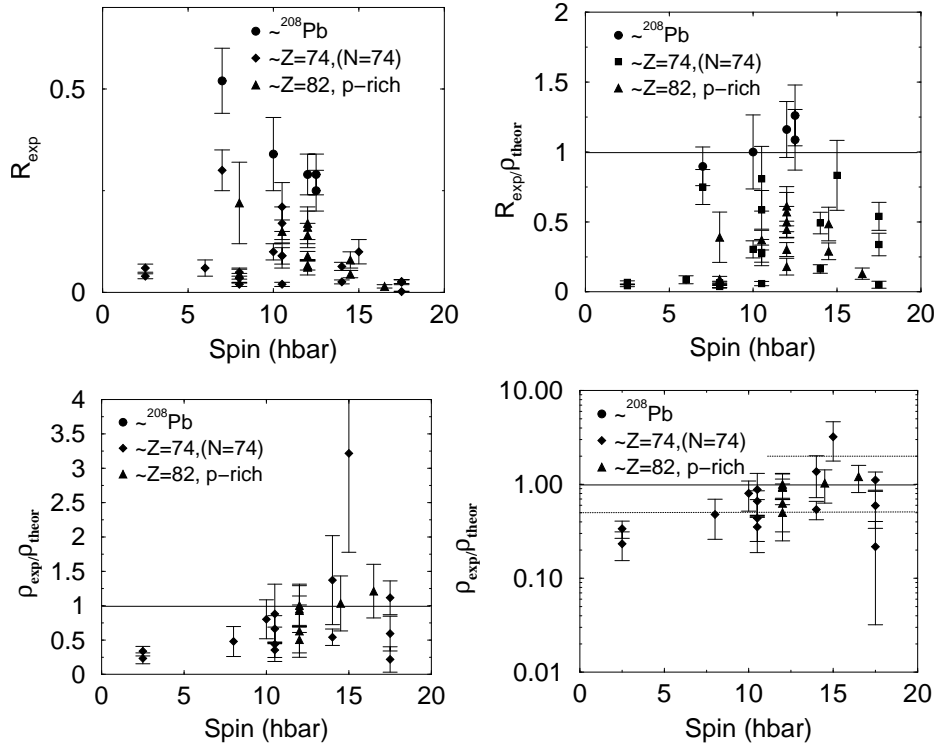 ~²⁰⁸Pb
~Z=74,(N=74)
~Z=82, p-rich
0.5
0
R_exp
0 5 10 15 20
Spin (hbar)
~²⁰⁸Pb
~Z=74,(N=74)
~Z=82, p-rich
2
1.5
1
0.5
0
R_exp/ρ_theor
0 5 10 15 20
Spin (hbar)
~²⁰⁸Pb
~Z=74,(N=74)
~Z=82, p-rich
4
3.5
3
2.5
2
1.5
1
0.5
0
ρ_exp/ρ_theor
0 5 10 15 20
Spin (hbar)
~²⁰⁸Pb
~Z=74,(N=74)
~Z=82, p-rich
10.00
1.00
0.10
0.01
ρ_exp/ρ_theor
0 5 10 15 20
Spin (hbar)